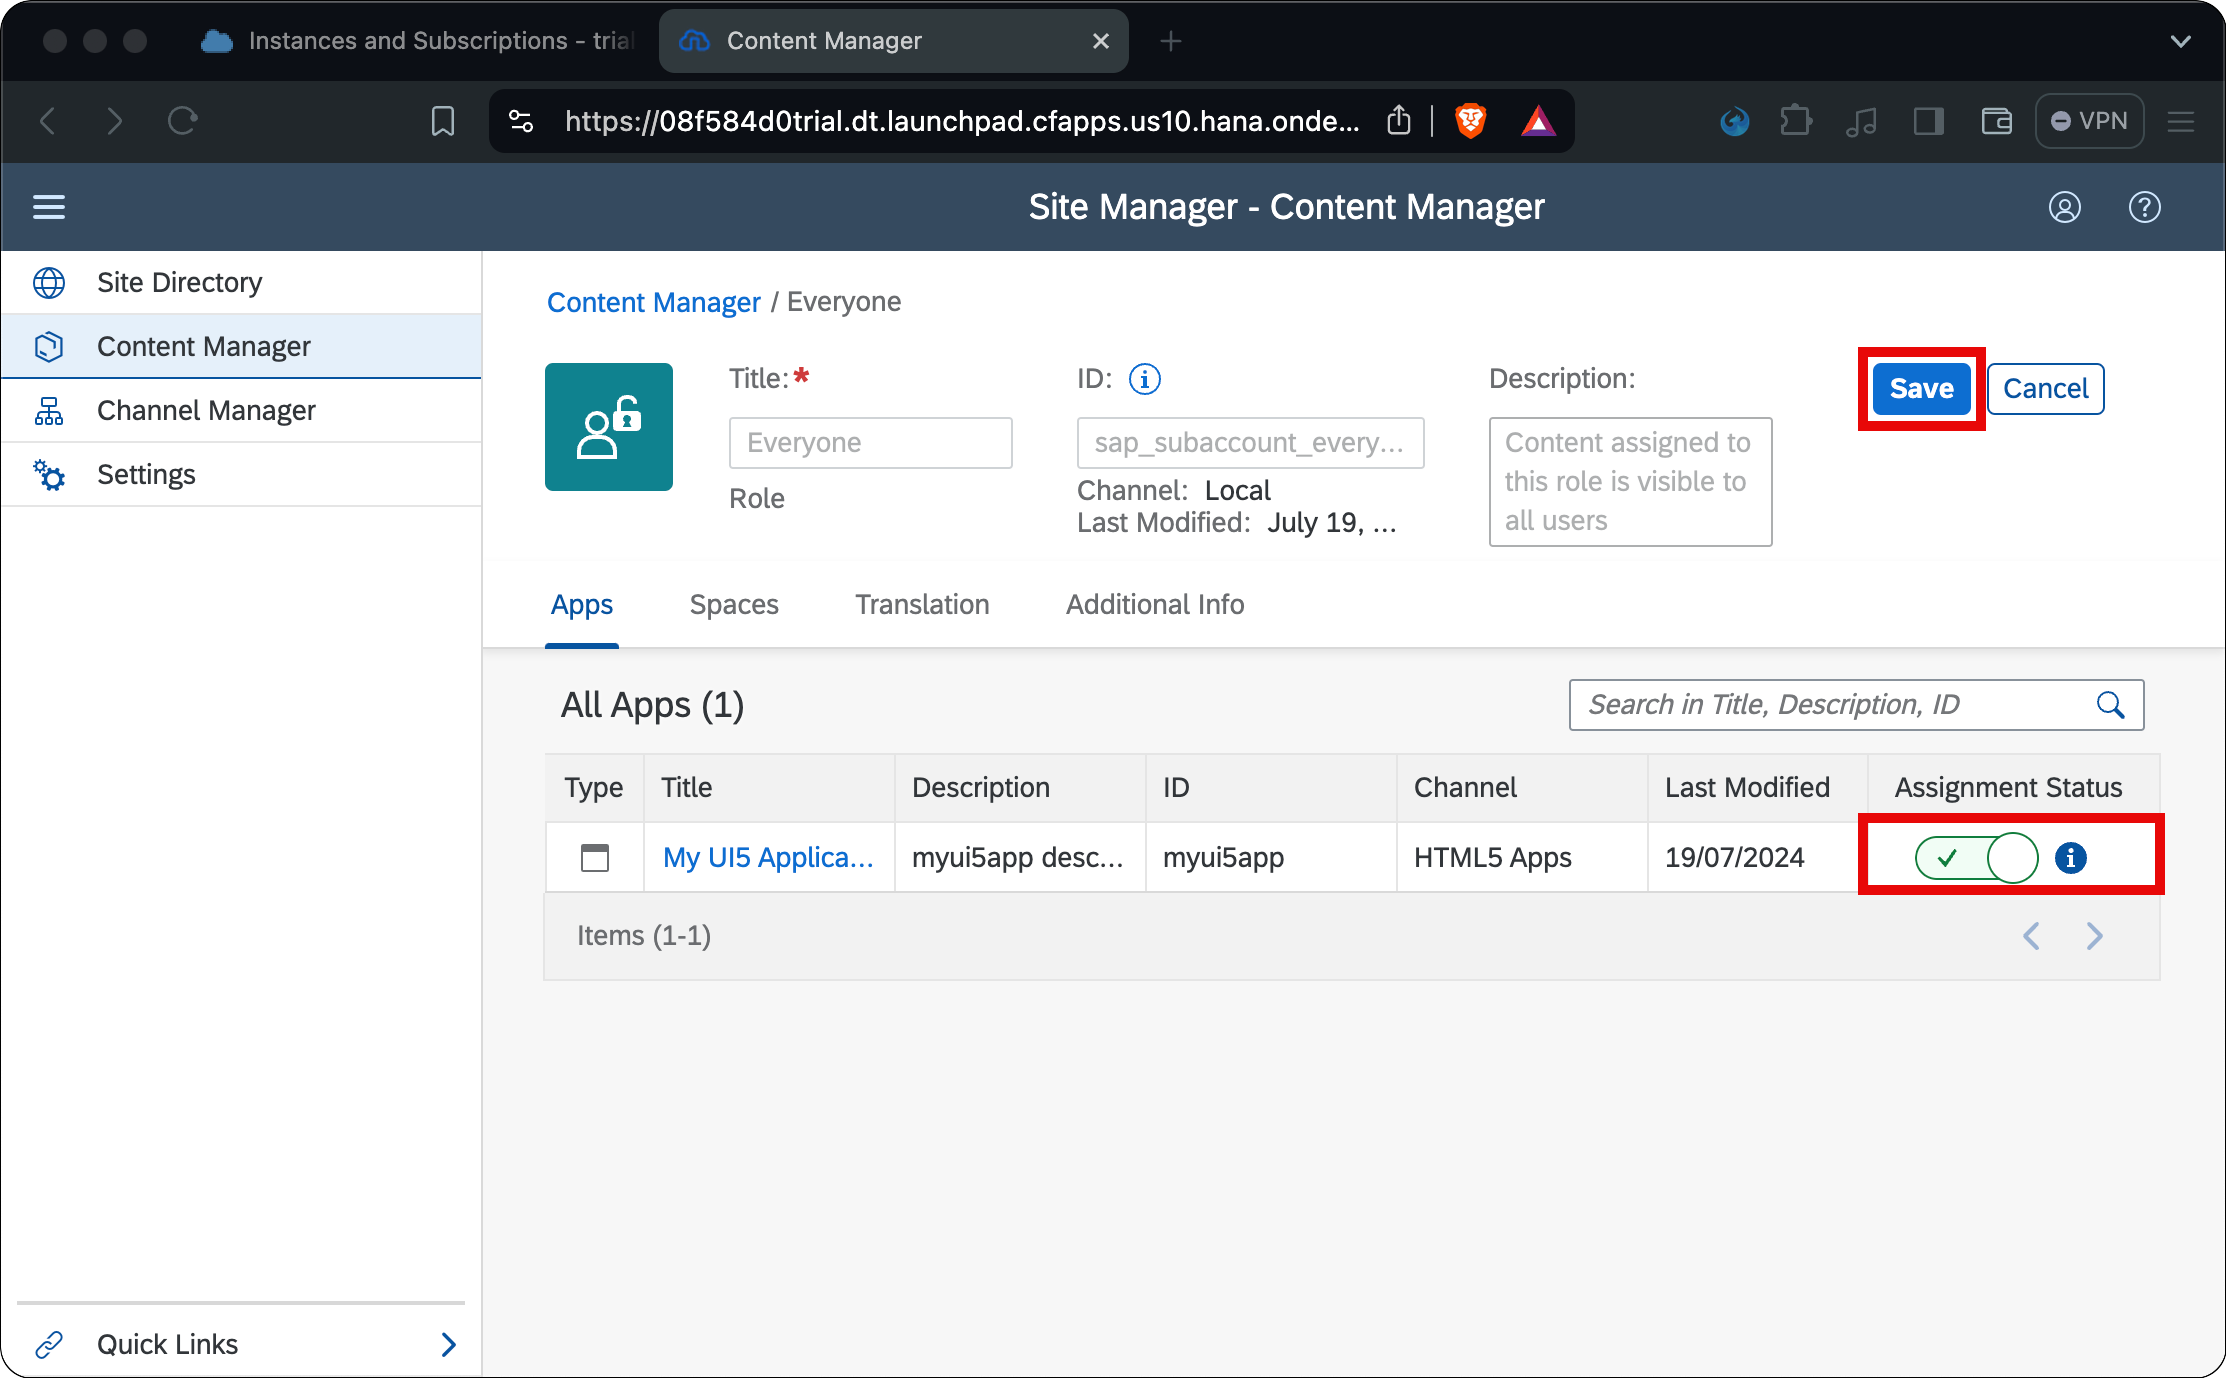 Instances and Subscriptions - trial
Content Manager
https://08f584d0trial.dt.launchpad.cfapps.us10.hana.onde...
VPN
Site Manager - Content Manager
Site Directory
Content Manager
Channel Manager
Settings
Quick Links
Content Manager / Everyone
Title:*
Everyone
Role
ID:
sap_subaccount_every...
Channel: Local
Last Modified: July 19, ...
Description:
Content assigned to
this role is visible to
all users
Save
Cancel
Apps
Spaces
Translation
Additional Info
All Apps (1)
Search in Title, Description, ID
Type
Title
Description
ID
Channel
Last Modified
Assignment Status
My UI5 Applica...
myui5app desc...
myui5app
HTML5 Apps
19/07/2024
Items (1-1)